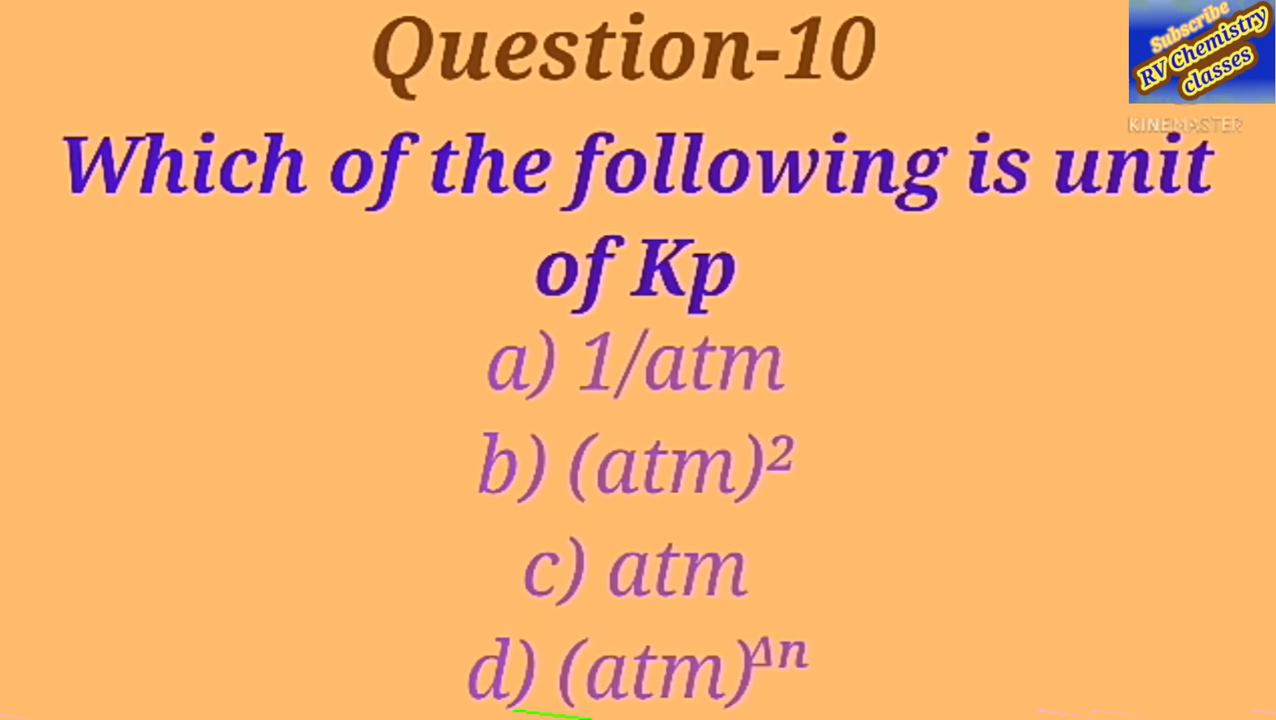 Question-10
Subscribe
RV Chemistry
classes
KINEMASTER
Which of the following is unit
of Kp
a) 1/atm
b) (atm)²
c) atm
d) (atm)^Δn